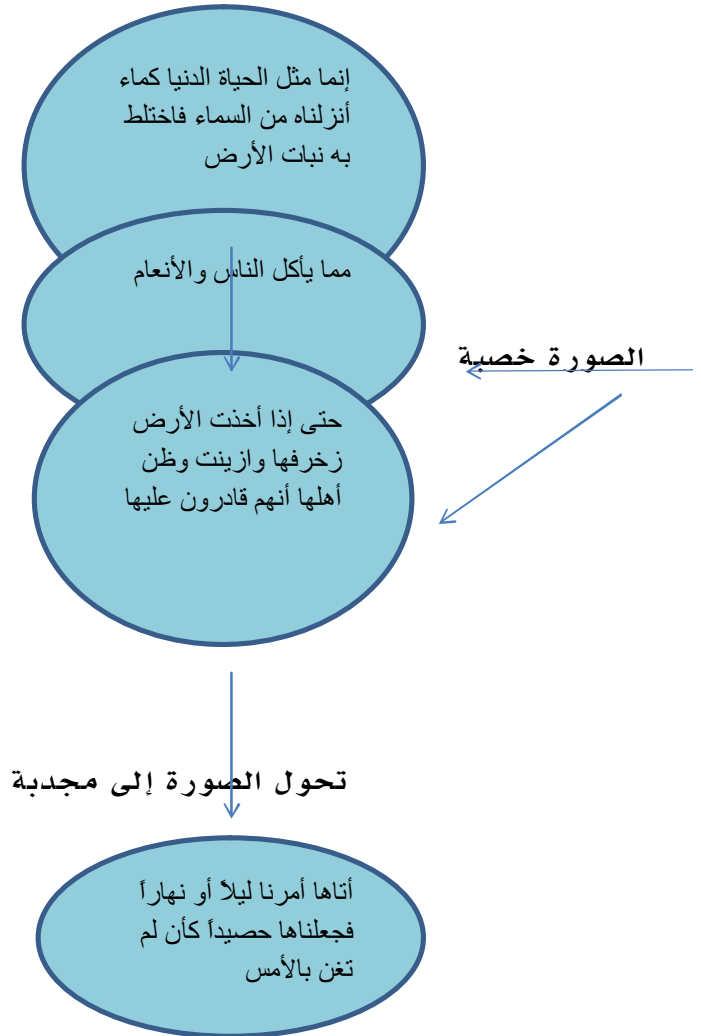 إنما مثل الحياة الدنيا كماء
أنزلناه من السماء فاختلط
به نبات الأرض
مما يأكل الناس والأنعام
الصورة خصبة
حتى إذا أخذت الأرض
زخرفها وازينت وظن
أهلها أنهم قادرون عليها
تحول الصورة إلى مجدبة
أتاها أمرنا ليلاً أو نهاراً
فجعلناها حصيداً كأن لم
تغن بالأمس